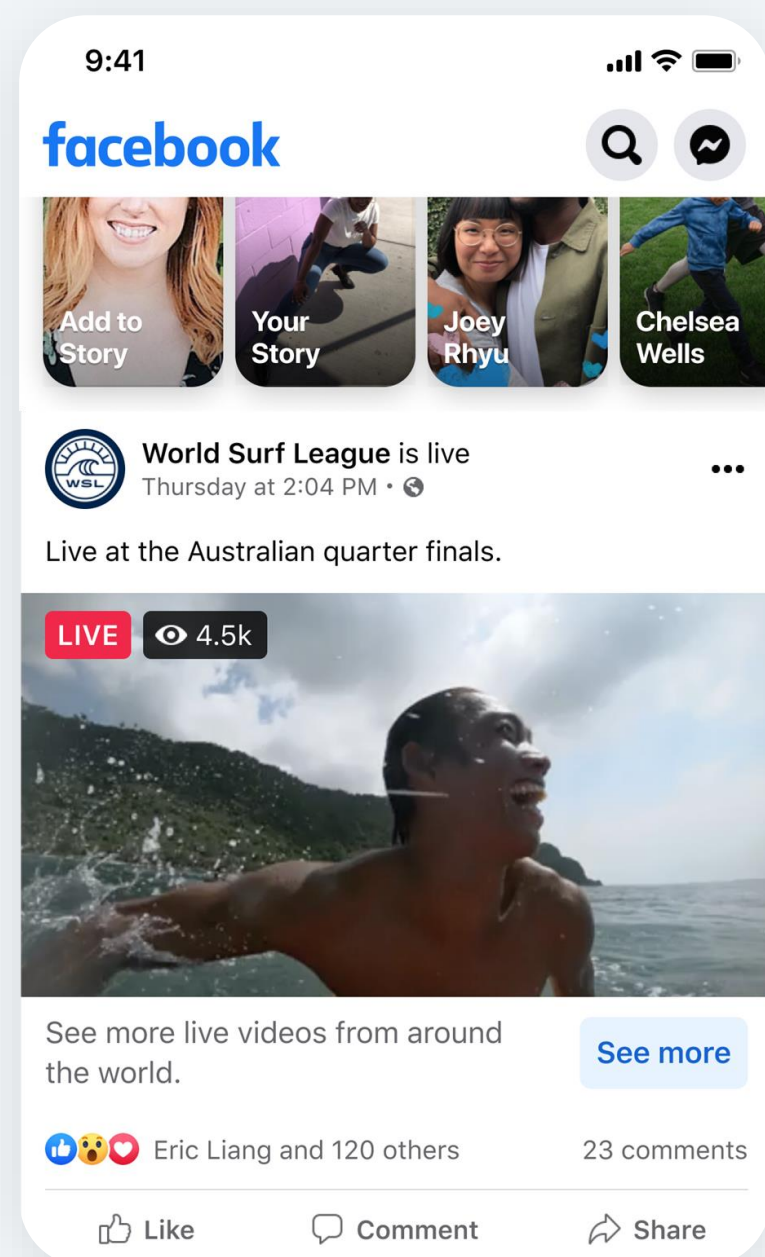 9:41
facebook
Add to
Story
Your
Story
Joey
Rhyu
Chelsea
Wells
World Surf League is live
Thursday at 2:04 PM •
WSL
Live at the Australian quarter finals.
LIVE 4.5k
See more live videos from around
the world.
See more
Eric Liang and 120 others 23 comments
Like Comment Share